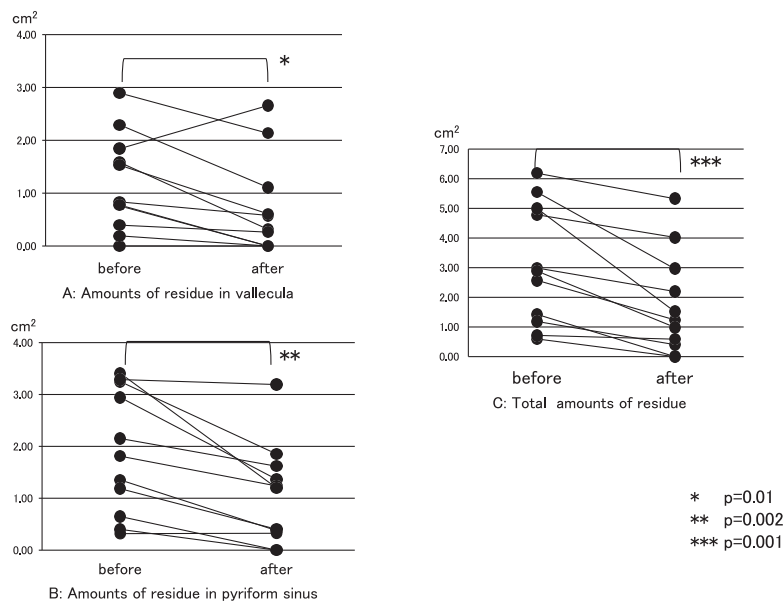 cm²
4.00
3.00
2.00
1.00
0.00
*
before after
A: Amounts of residue in vallecula
cm²
4.00
3.00
2.00
1.00
0.00
**
before after
B: Amounts of residue in pyriform sinus
cm²
7.00
6.00
5.00
4.00
3.00
2.00
1.00
0.00
***
before after
C: Total amounts of residue
* p=0.01
** p=0.002
*** p=0.001